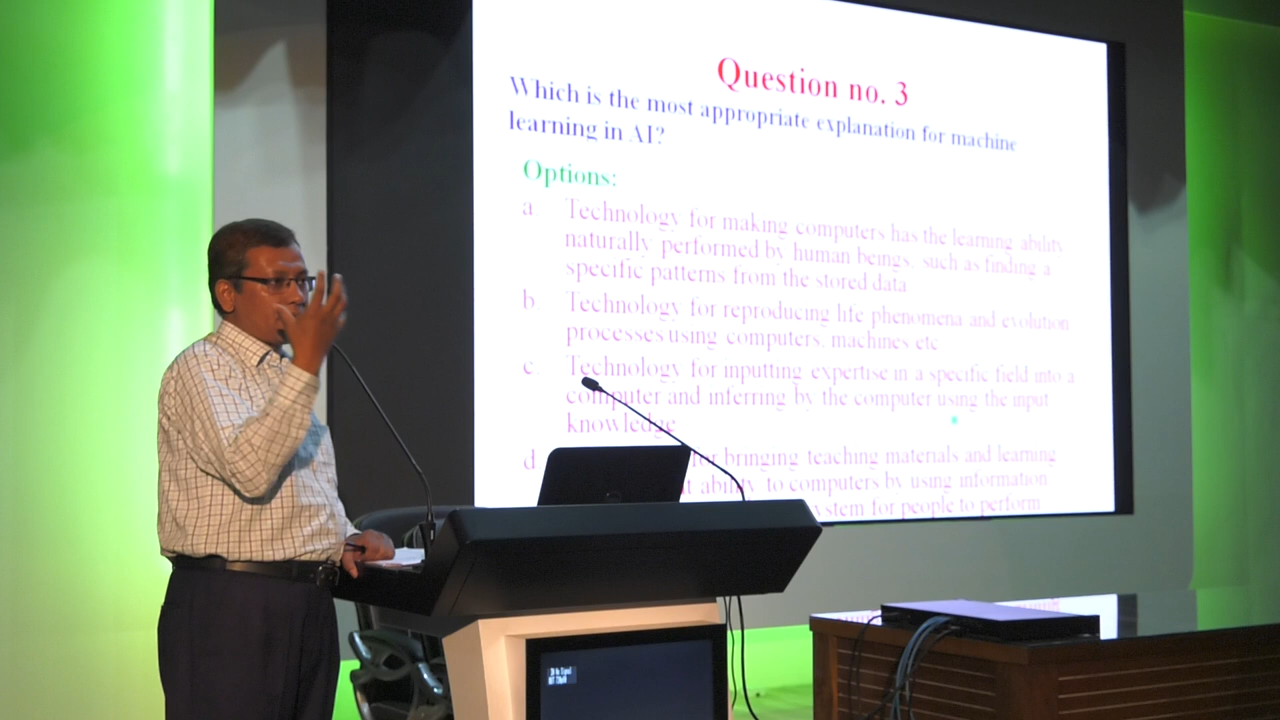 Question no. 3
Which is the most appropriate explanation for machine
learning in AI?
Options:
a. Technology for making computers has the learning ability
naturally performed by human beings, such as finding a
specific patterns from the stored data
b. Technology for reproducing life phenomena and evolution
processes using computers, machines etc
c. Technology for inputting expertise in a specific field into a
computer and inferring by the computer using the input
knowledge
d. for bringing teaching materials and learning
ability to computers by using information
for people to perform